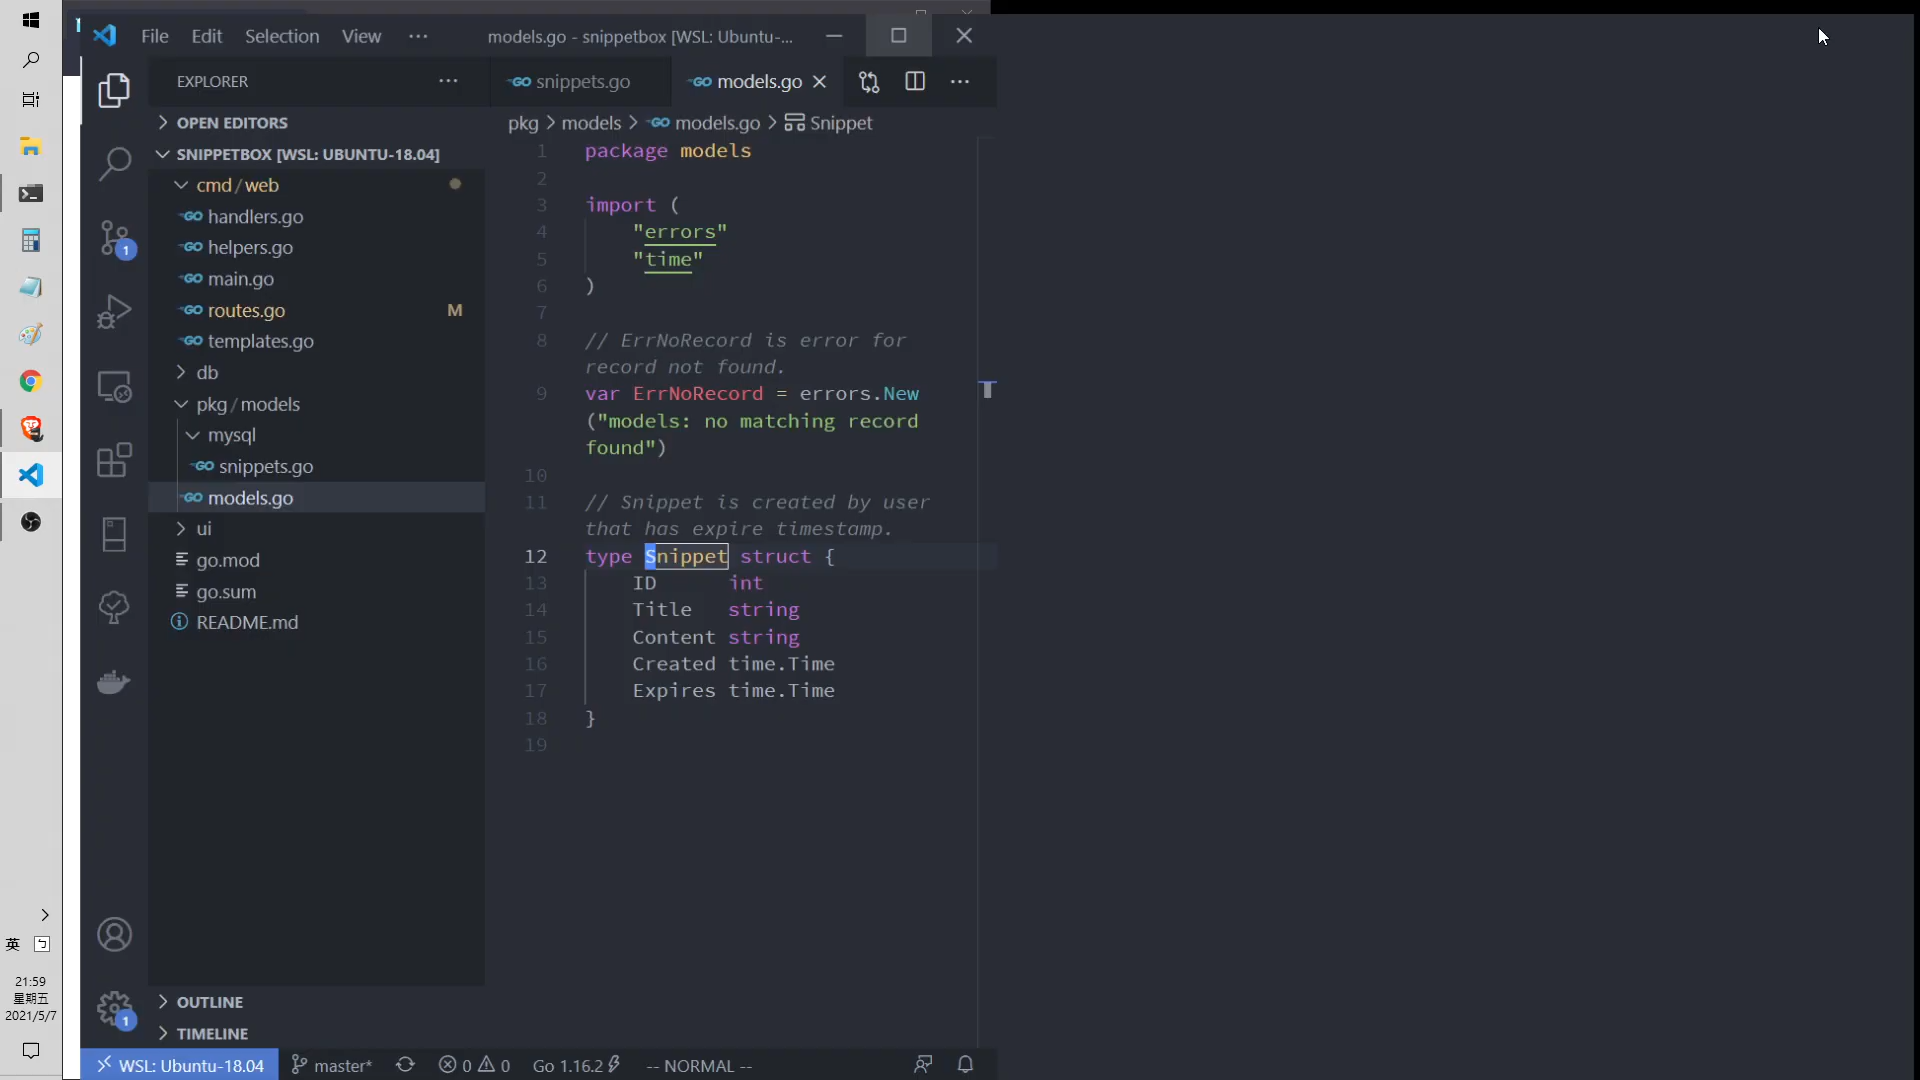 File Edit Selection View ··· models.go - snippetbox [WSL: Ubuntu-...
EXPLORER
snippets.go models.go
OPEN EDITORS
pkg > models > models.go > Snippet
SNIPPETBOX [WSL: UBUNTU-18.04]
cmd/web
handlers.go
helpers.go
main.go
routes.go M
templates.go
db
pkg/models
mysql
snippets.go
models.go
ui
go.mod
go.sum
README.md
1 package models
2
3 import (
4 "errors"
5 "time"
6 )
7
8 // ErrNoRecord is error for
record not found.
9 var ErrNoRecord = errors.New
("models: no matching record
found")
10
11 // Snippet is created by user
that has expire timestamp.
12 type Snippet struct {
13 ID int
14 Title string
15 Content string
16 Created time.Time
17 Expires time.Time
18 }
19
1
1
OUTLINE
TIMELINE
WSL: Ubuntu-18.04 master* 0 0 Go 1.16.2 -- NORMAL --
英 ㄅ
21:59
星期五
2021/5/7